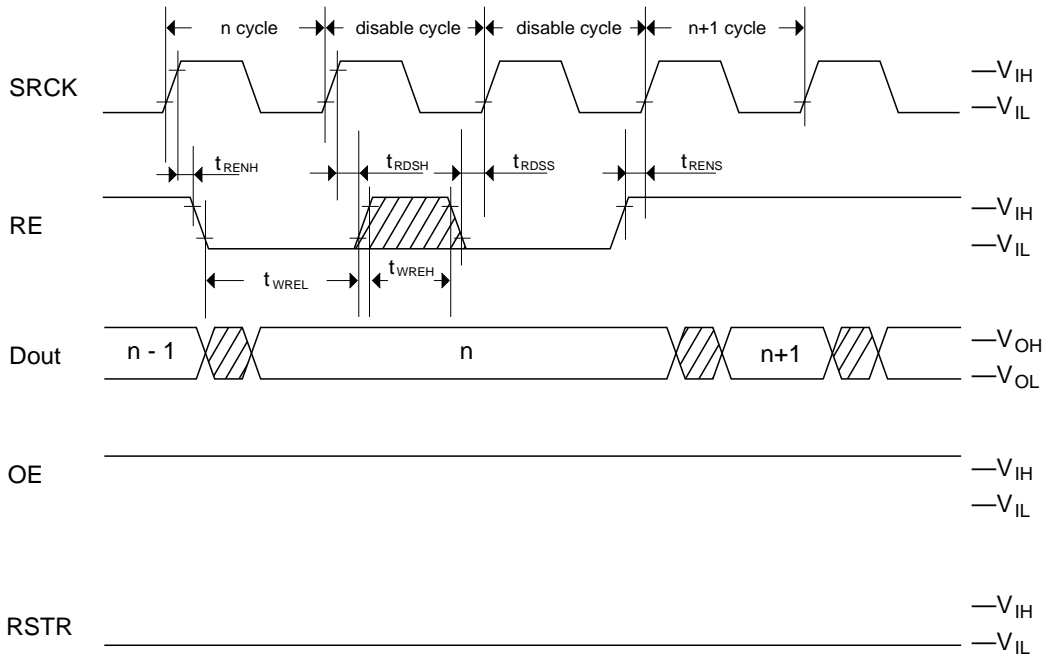 n cycle disable cycle disable cycle n+1 cycle
SRCK
VIH
VIL
tRENH tRDSH tRDSS tRENS
RE
VIH
VIL
tWREL tWREH
Dout
n - 1 n n+1
VOH
VOL
OE
VIH
VIL
RSTR
VIH
VIL